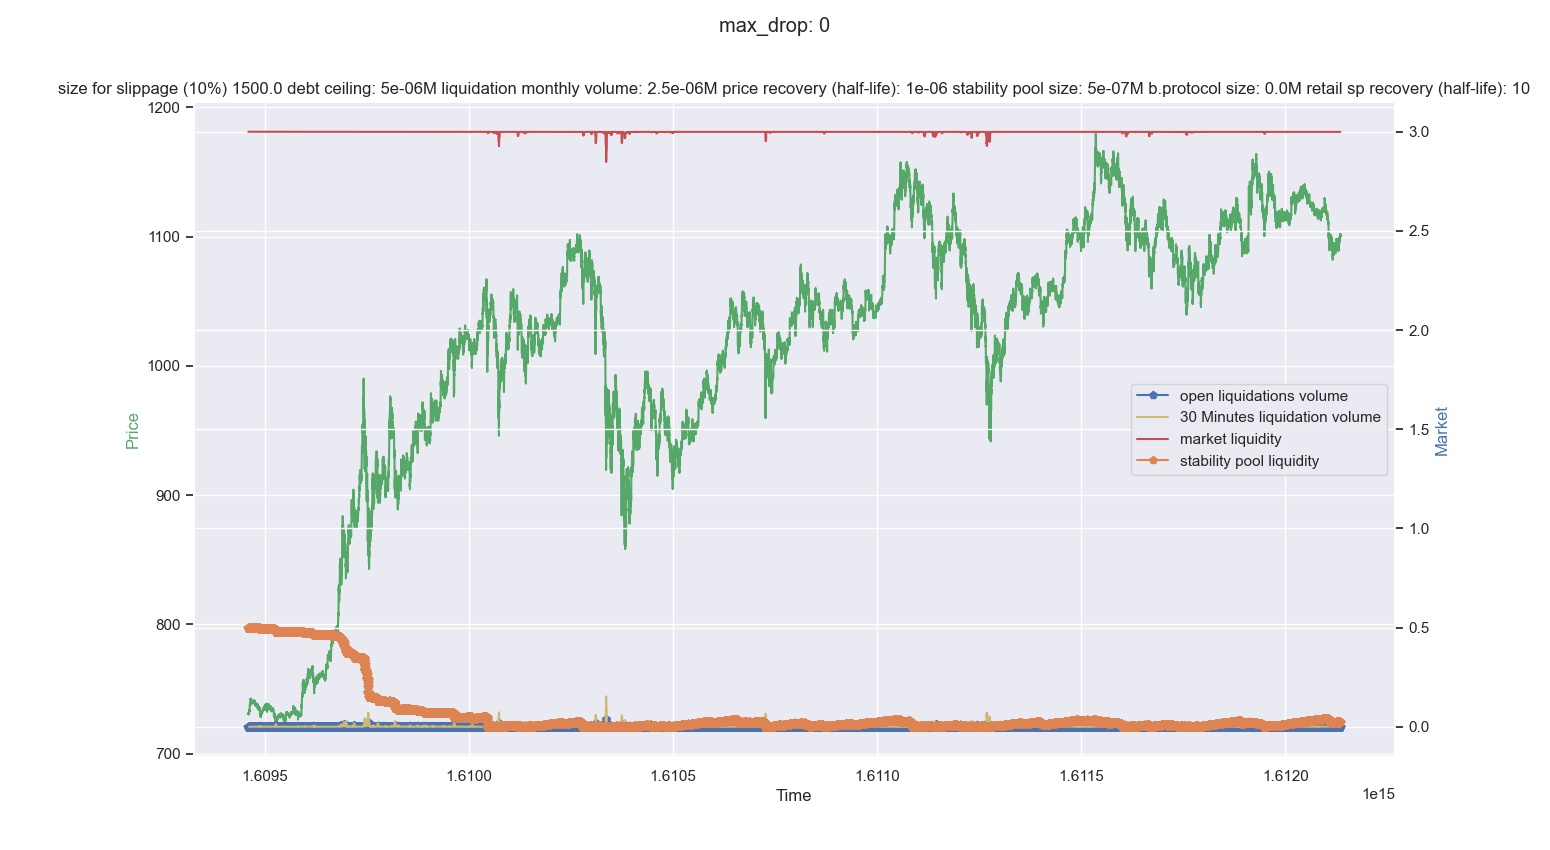 max_drop: 0
size for slippage (10%) 1500.0 debt ceiling: 5e-06M liquidation monthly volume: 2.5e-06M price recovery (half-life): 1e-06 stability pool size: 5e-07M b.protocol size: 0.0M retail sp recovery (half-life): 10
1200
1100
1000
900
800
700
Price
3.0
2.5
2.0
1.5
1.0
0.5
0.0
Market
open liquidations volume
30 Minutes liquidation volume
market liquidity
stability pool liquidity
1.6095 1.6100 1.6105 1.6110 1.6115 1.6120
Time
1e15